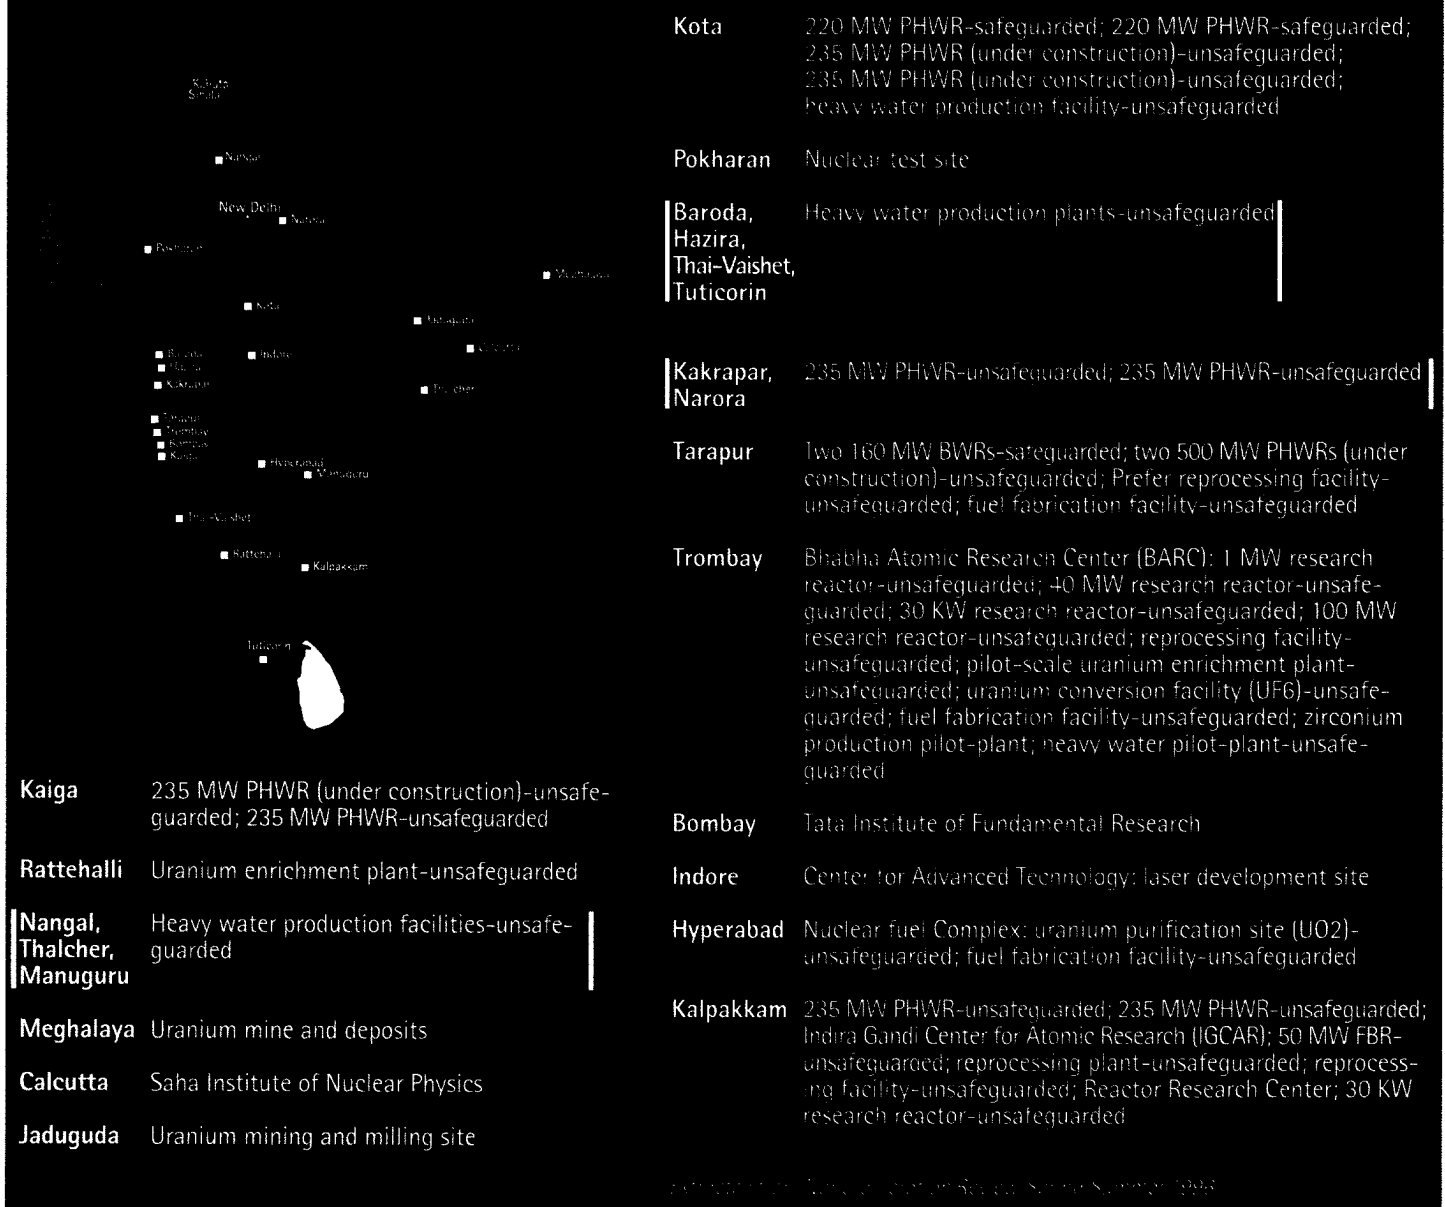 New Delhi
Narora
Pokharan
Kota
Indore
Kakrapar
Tarapur
Trombay
Bombay
Kaiga
Hyperabad
Manuguru
Thai-Vaishet
Rattehalli
Kalpakkam
Tuticorin
Kaiga 235 MW PHWR (under construction)-unsafe-
guarded; 235 MW PHWR-unsafeguarded
Rattehalli Uranium enrichment plant-unsafeguarded
Nangal, Heavy water production facilities-unsafe-
Thalcher, guarded
Manuguru
Meghalaya Uranium mine and deposits
Calcutta Saha Institute of Nuclear Physics
Jaduguda Uranium mining and milling site
Kota 220 MW PHWR-safeguarded; 220 MW PHWR-safeguarded;
235 MW PHWR (under construction)-unsafeguarded;
235 MW PHWR (under construction)-unsafeguarded;
heavy water production facility-unsafeguarded
Pokharan Nuclear test site
Baroda, Heavy water production plants-unsafeguarded
Hazira,
Thai-Vaishet,
Tuticorin
Kakrapar, 235 MW PHWR-unsafeguarded; 235 MW PHWR-unsafeguarded
Narora
Tarapur Two 160 MW BWRs-safeguarded; two 500 MW PHWRs (under
construction)-unsafeguarded; Prefer reprocessing facility-
unsafeguarded; fuel fabrication facility-unsafeguarded
Trombay Bhabha Atomic Research Center (BARC): 1 MW research
reactor-unsafeguarded; 40 MW research reactor-unsafe-
guarded; 30 KW research reactor-unsafeguarded; 100 MW
research reactor-unsafeguarded; reprocessing facility-
unsafeguarded; pilot-scale uranium enrichment plant-
unsafeguarded; uranium conversion facility (UF6)-unsafe-
guarded; fuel fabrication facility-unsafeguarded; zirconium
production pilot-plant; heavy water pilot-plant-unsafe-
guarded
Bombay Tata Institute of Fundamental Research
Indore Center for Advanced Technology: laser development site
Hyperabad Nuclear fuel Complex: uranium purification site (UO2)-
unsafeguarded; fuel fabrication facility-unsafeguarded
Kalpakkam 235 MW PHWR-unsafeguarded; 235 MW PHWR-unsafeguarded;
Indira Gandi Center for Atomic Research (IGCAR); 50 MW FBR-
unsafeguarded; reprocessing plant-unsafeguarded; reprocess-
ing facility-unsafeguarded; Reactor Research Center; 30 KW
research reactor-unsafeguarded